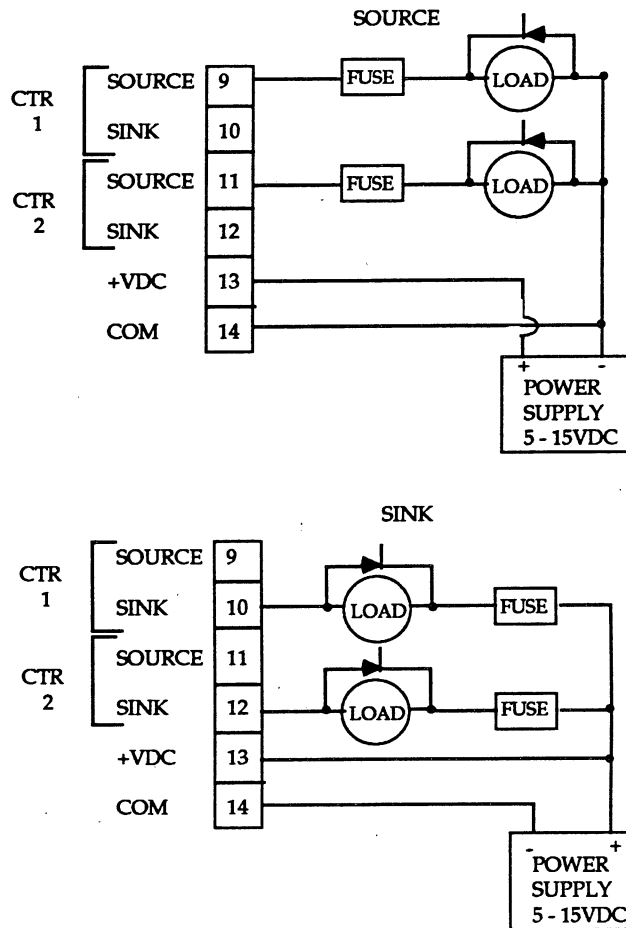 SOURCE
CTR
1
SOURCE 9 FUSE LOAD
SINK 10
CTR
2
SOURCE 11 FUSE LOAD
SINK 12
+VDC 13
COM 14
+ -
POWER
SUPPLY
5 - 15VDC
SINK
CTR
1
SOURCE 9
SINK 10 LOAD FUSE
CTR
2
SOURCE 11
SINK 12 LOAD FUSE
+VDC 13
COM 14
- +
POWER
SUPPLY
5 - 15VDC